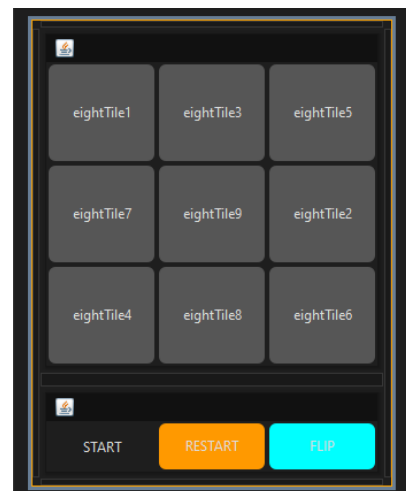 eightTile1 eightTile3 eightTile5
eightTile7 eightTile9 eightTile2
eightTile4 eightTile8 eightTile6
START RESTART FLIP